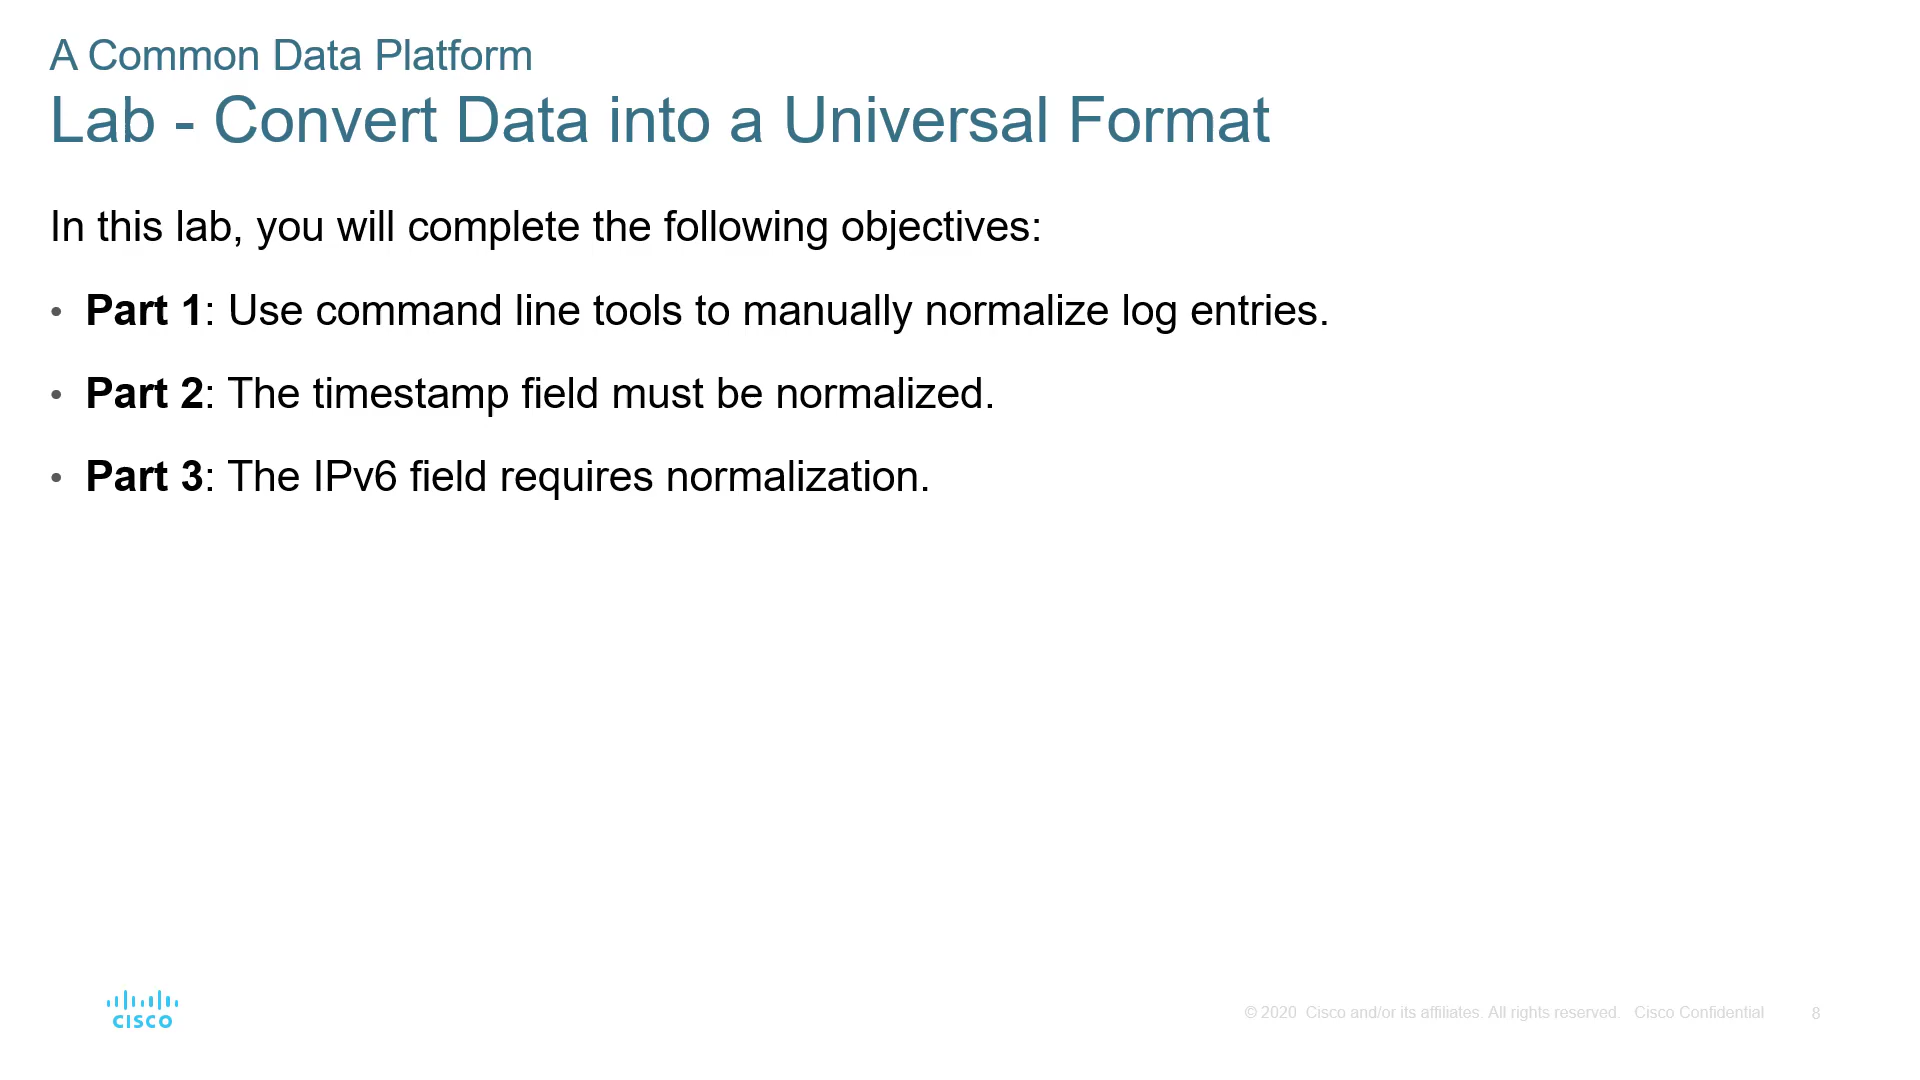 A Common Data Platform
Lab - Convert Data into a Universal Format
In this lab, you will complete the following objectives:
• Part 1: Use command line tools to manually normalize log entries.
• Part 2: The timestamp field must be normalized.
• Part 3: The IPv6 field requires normalization.
CISCO
© 2020 Cisco and/or its affiliates. All rights reserved. Cisco Confidential 8